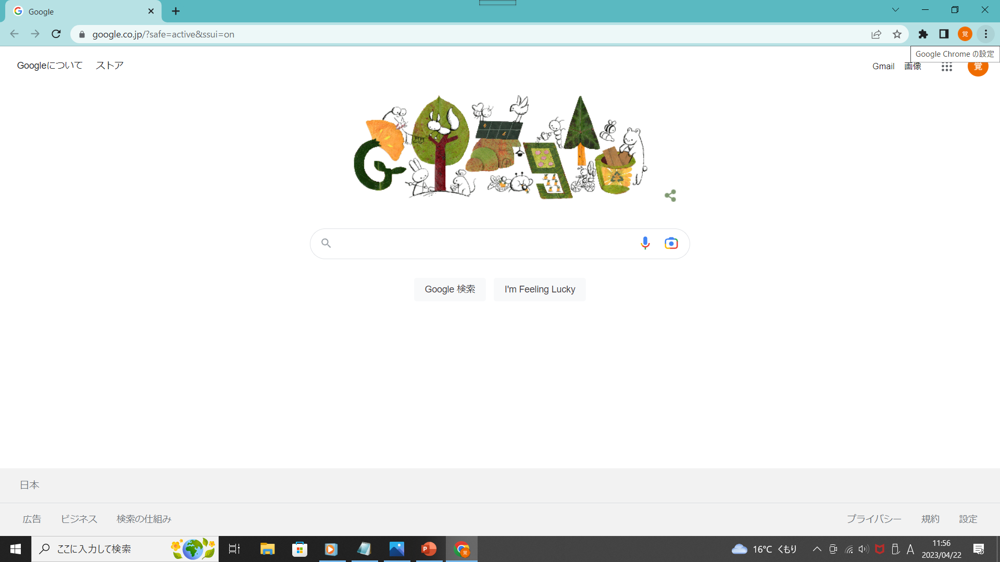 Google
google.co.jp/?safe=active&ssui=on
覚
Google Chrome の設定
Googleについて ストア
Gmail 画像
覚
Google 検索 I'm Feeling Lucky
日本
広告 ビジネス 検索の仕組み プライバシー 規約 設定
ここに入力して検索
16°C くもり
A
11:56
2023/04/22